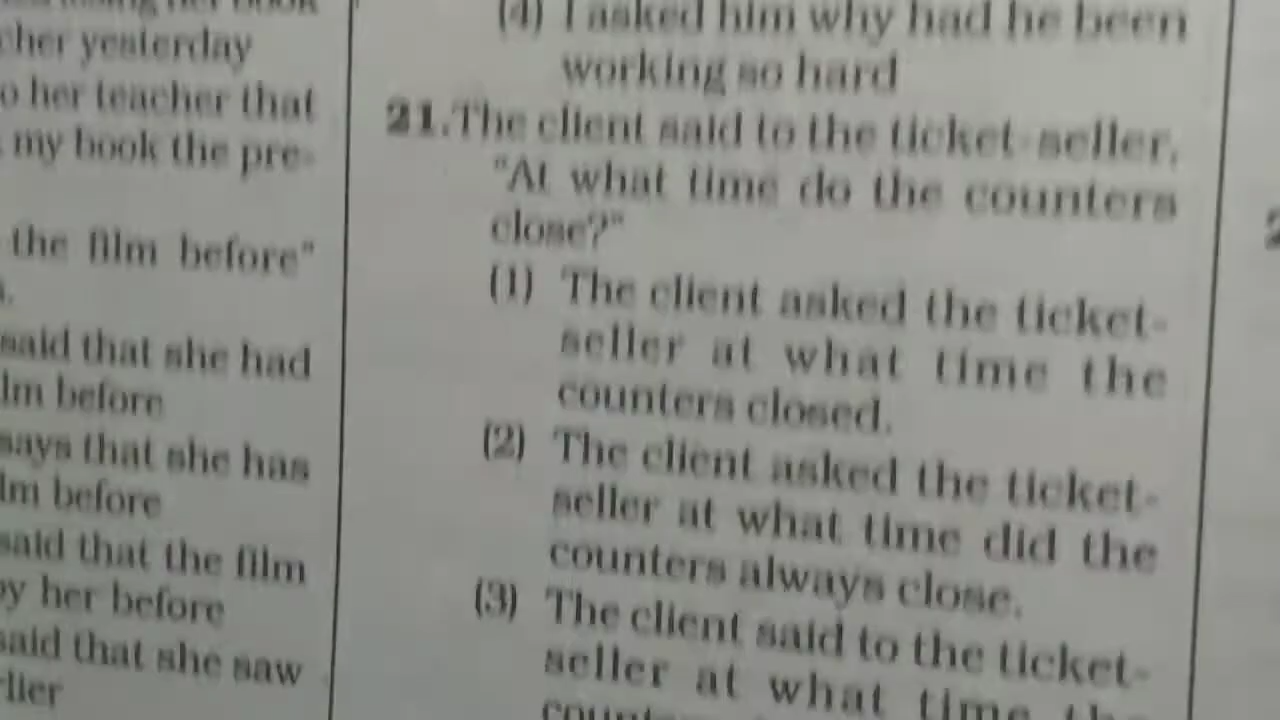 cher yesterday
o her teacher that
my book the pre-
the film before"
said that she had
lm before
says that she has
lm before
said that the film
by her before
said that she saw
rlier
(4) I asked him why had he been
working so hard
21.The client said to the ticket-seller,
"At what time do the counters
close?"
(1) The client asked the ticket-
seller at what time the
counters closed.
(2) The client asked the ticket-
seller at what time did the
counters always close.
(3) The client said to the ticket-
seller at what time the